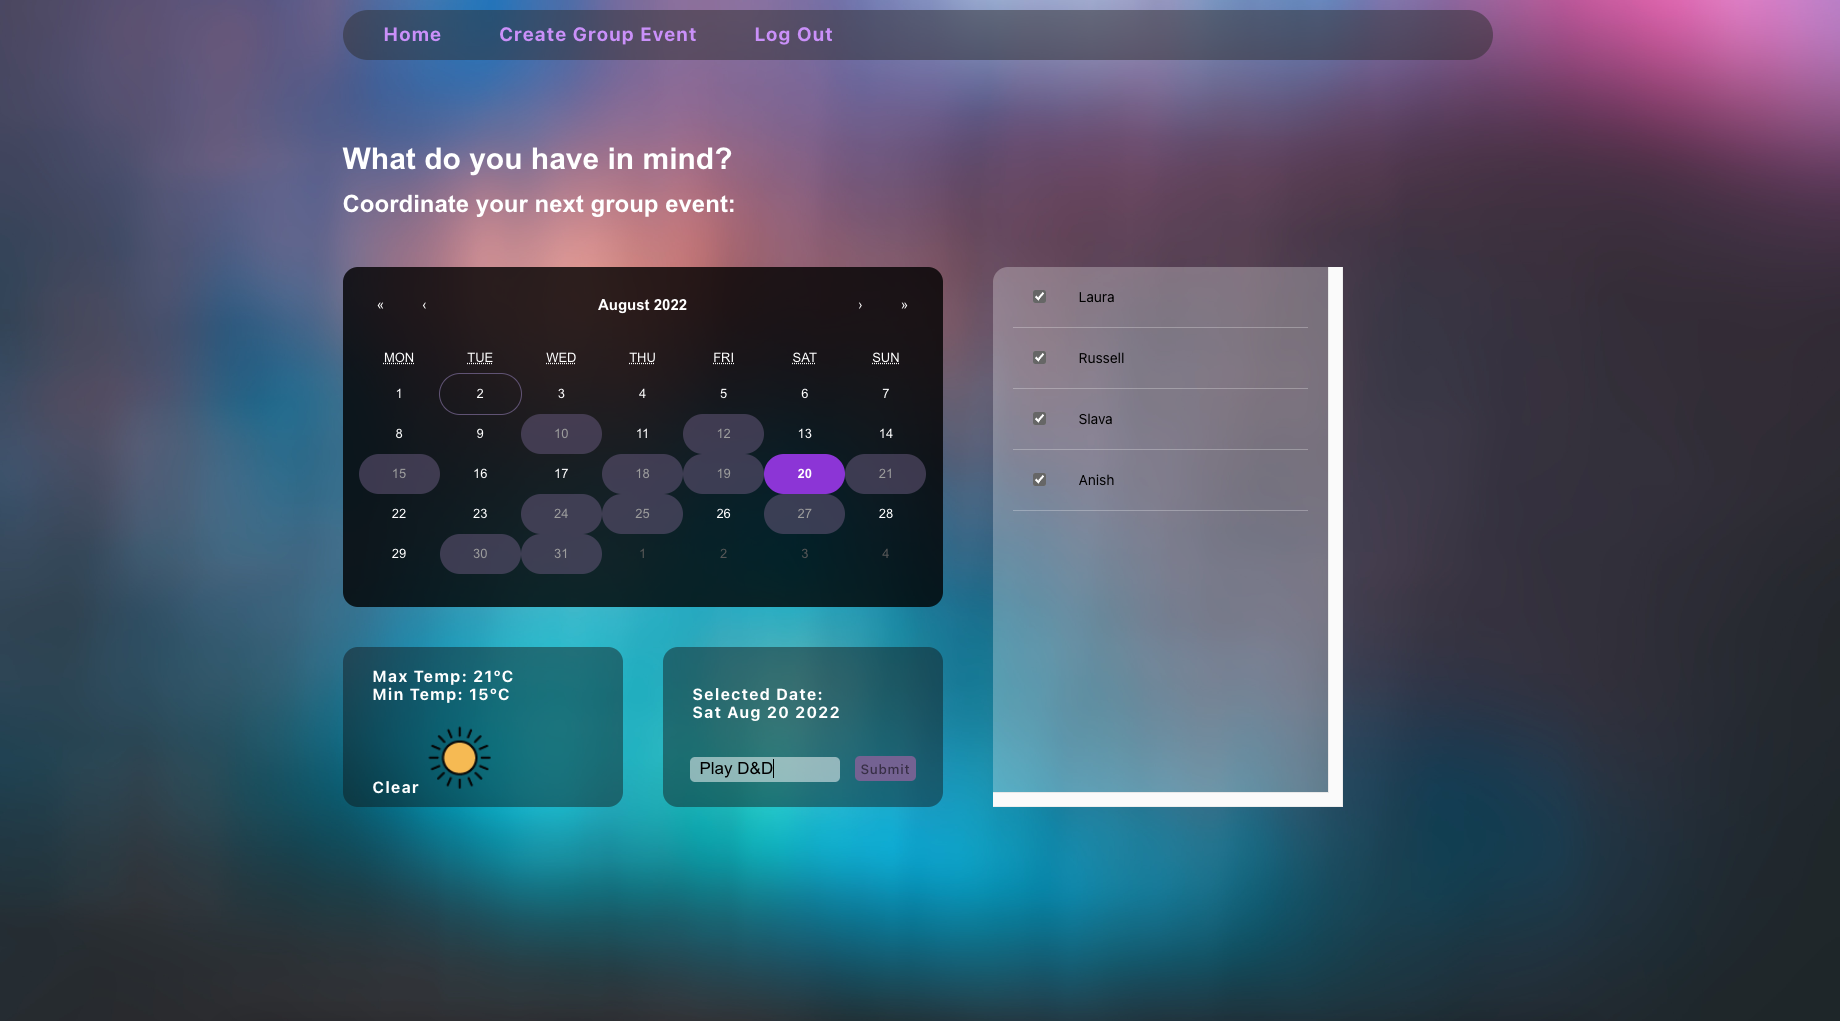 Home Create Group Event Log Out
What do you have in mind?
Coordinate your next group event:
« ‹ August 2022 › »
MON TUE WED THU FRI SAT SUN
1 2 3 4 5 6 7
8 9 10 11 12 13 14
15 16 17 18 19 20 21
22 23 24 25 26 27 28
29 30 31 1 2 3 4
Laura
Russell
Slava
Anish
Max Temp: 21°C
Min Temp: 15°C
Clear
Selected Date:
Sat Aug 20 2022
Play D&D Submit